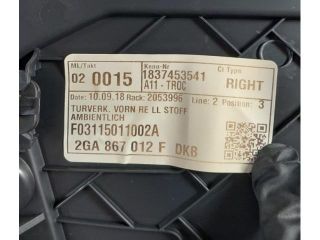 ML/Takt Kenn-Nr Ct Type
02 0015 1837453541 RIGHT
A11 - TROC
Date: 10.09.18 Rack: 2053996 Line: 2 Position: 3
TURVERK. VORN RE LL STOFF
AMBIENTLICH
F03115011002A
2GA 867 012 F DKB